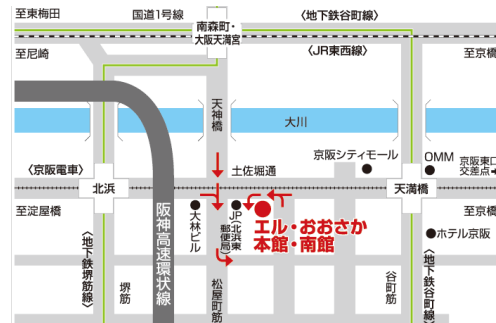 至東梅田
国道1号線
南森町・
大阪天満宮
〈地下鉄谷町線〉
至尼崎
〈JR東西線〉
至京橋
天神橋
大川
土佐堀通
京阪シティモール
OMM
京阪東口
交差点
〈京阪電車〉
北浜
天満橋
至淀屋橋
至京橋
大林ビル
JP(北浜東
郵便局)
エル・おおさか
本館・南館
ホテル京阪
阪神高速環状線
〈地下鉄堺筋線〉
堺筋
松屋町筋
谷町筋
〈地下鉄谷町線〉